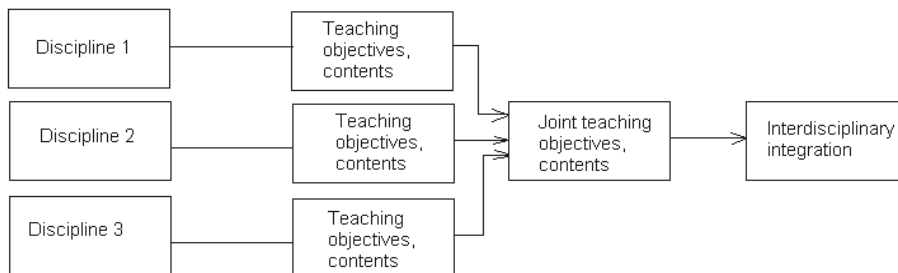 Discipline 1
Teaching
objectives,
contents
Discipline 2
Teaching
objectives,
contents
Discipline 3
Teaching
objectives,
contents
Joint teaching
objectives,
contents
Interdisciplinary
integration